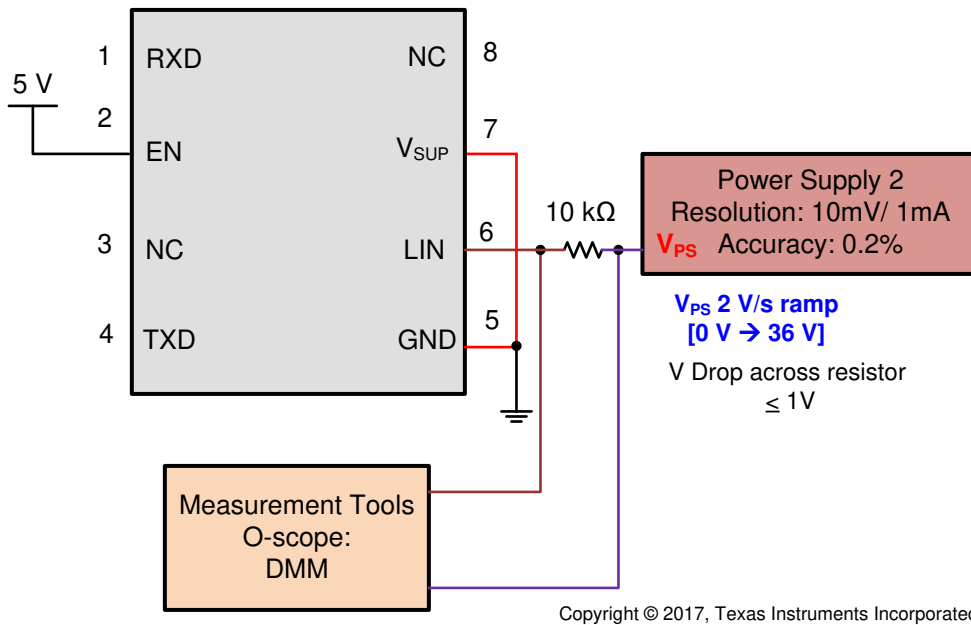 1
RXD
NC
8
5 V
2
EN
7
VSUP
3
NC
6
LIN
4
TXD
5
GND
10 kΩ
Power Supply 2
Resolution: 10mV/ 1mA
VPS Accuracy: 0.2%
VPS 2 V/s ramp
[0 V → 36 V]
V Drop across resistor
≤ 1V
Measurement Tools
O-scope:
DMM
Copyright © 2017, Texas Instruments Incorporated